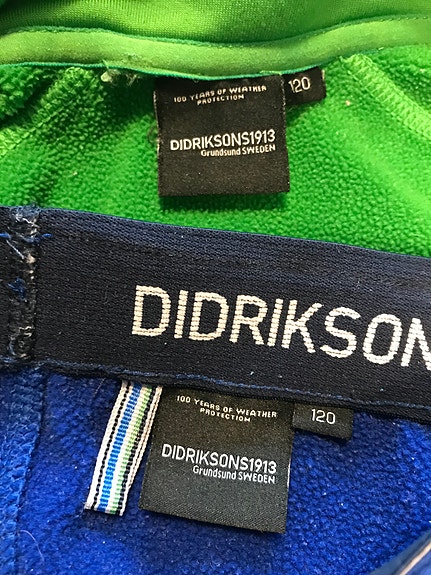 100 YEARS OF WEATHER
PROTECTION
120
DIDRIKSONS1913
Grundsund SWEDEN
DIDRIKSON
100 YEARS OF WEATHER
PROTECTION
120
DIDRIKSONS1913
Grundsund SWEDEN